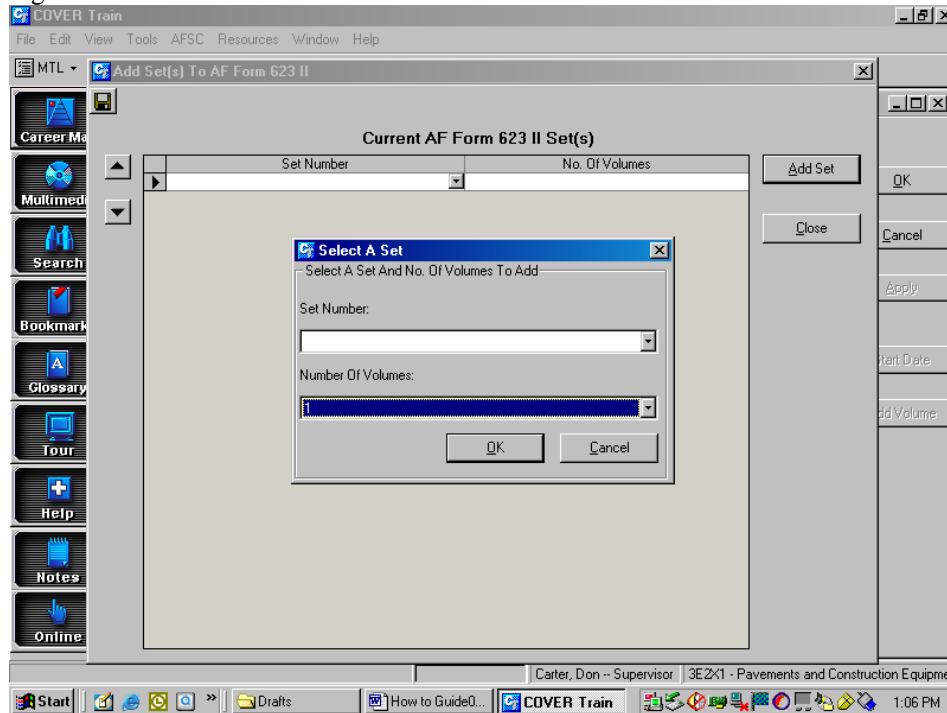 COVER Train
File Edit View Tools AFSC Resources Window Help
MTL
Add Set(s) To AF Form 623 II
Current AF Form 623 II Set(s)
Set Number No. Of Volumes
Add Set
Close
Select A Set
Select A Set And No. Of Volumes To Add
Set Number:
Number Of Volumes:
1
OK Cancel
Career Ma
Multimedi
Search
Bookmark
Glossary
Tour
Help
Notes
Online
OK
Cancel
Apply
tart Date
dd Volume
Carter, Don -- Supervisor 3E2X1 - Pavements and Construction Equipme
Start » Drafts How to Guide0... COVER Train 1:06 PM